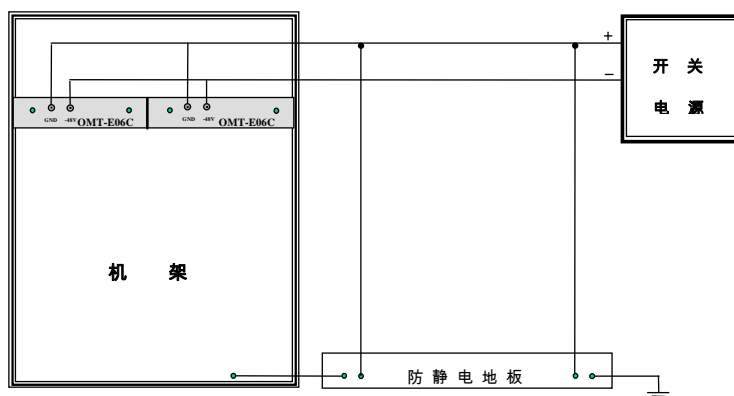 +
开 关
−
电 源
GND -48V OMT-E06C GND -48V OMT-E06C
机 架
防 静 电 地 板